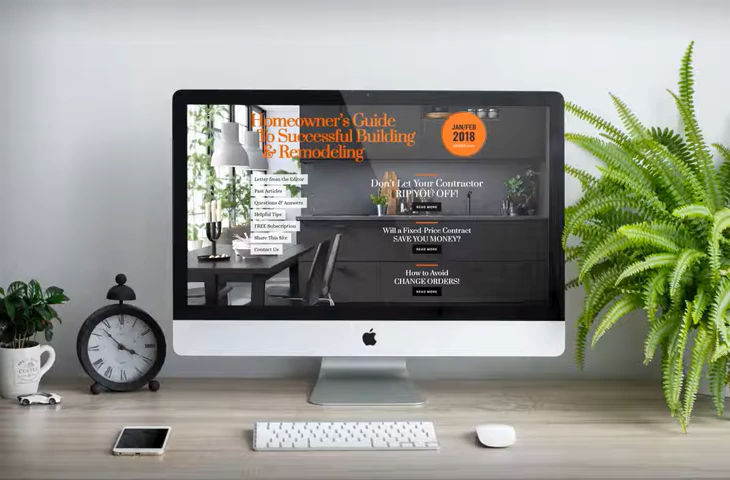 Homeowner's Guide
To Successful Building
& Remodeling
JAN/FEB
2018
Letter from the Editor
Past Articles
Questions & Answers
Helpful Tips
FREE Subscription
Share This Site
Contact Us
Don't Let Your Contractor
RIP YOU OFF!
READ MORE
Will a Fixed-Price Contract
SAVE YOU MONEY?
READ MORE
How to Avoid
CHANGE ORDERS!
READ MORE